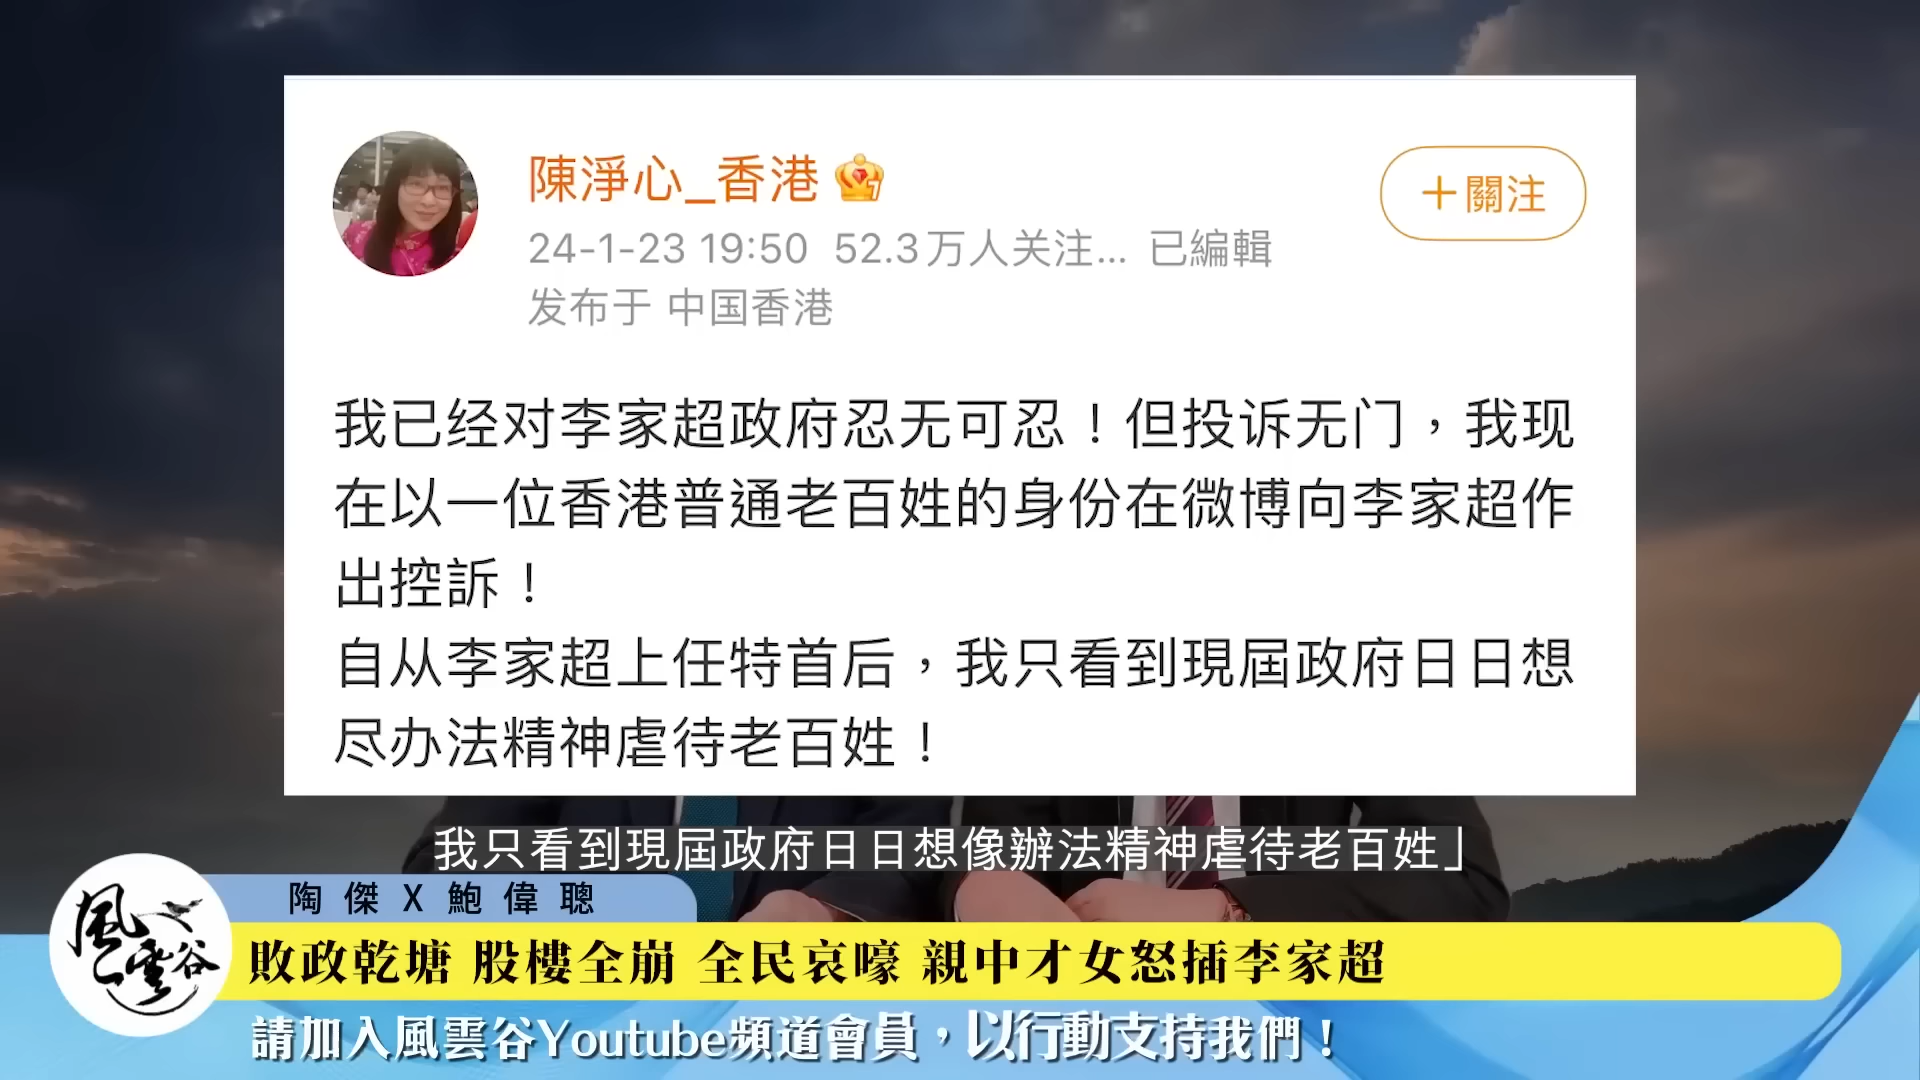 陳淨心_香港
24-1-23 19:50 52.3万人关注... 已編輯
＋關注
发布于 中国香港
我已经对李家超政府忍无可忍！但投诉无门，我现
在以一位香港普通老百姓的身份在微博向李家超作
出控訴！
自从李家超上任特首后，我只看到現屆政府日日想
尽办法精神虐待老百姓！
我只看到現屆政府日日想像辦法精神虐待老百姓」
陶傑 X 鮑偉聰
風雲谷
敗政乾塘 股樓全崩 全民哀嚎 親中才女怒插李家超
請加入風雲谷Youtube頻道會員，以行動支持我們！